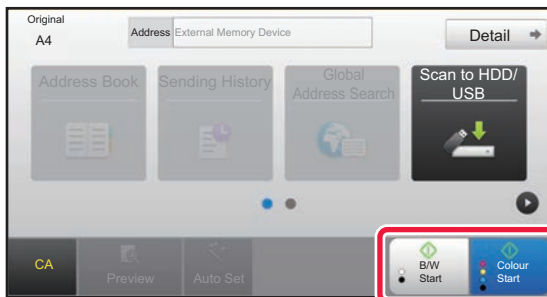 Original
A4
Address External Memory Device
Detail
Address Book
Sending History
Global
Address Search
Scan to HDD/
USB
CA
Preview
Auto Set
B/W
Start
Colour
Start